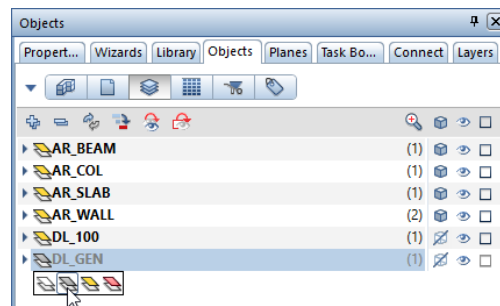 Objects
Propert... Wizards Library Objects Planes Task Bo... Connect Layers
AR_BEAM (1)
AR_COL (1)
AR_SLAB (1)
AR_WALL (2)
DL_100 (1)
DL_GEN (1)